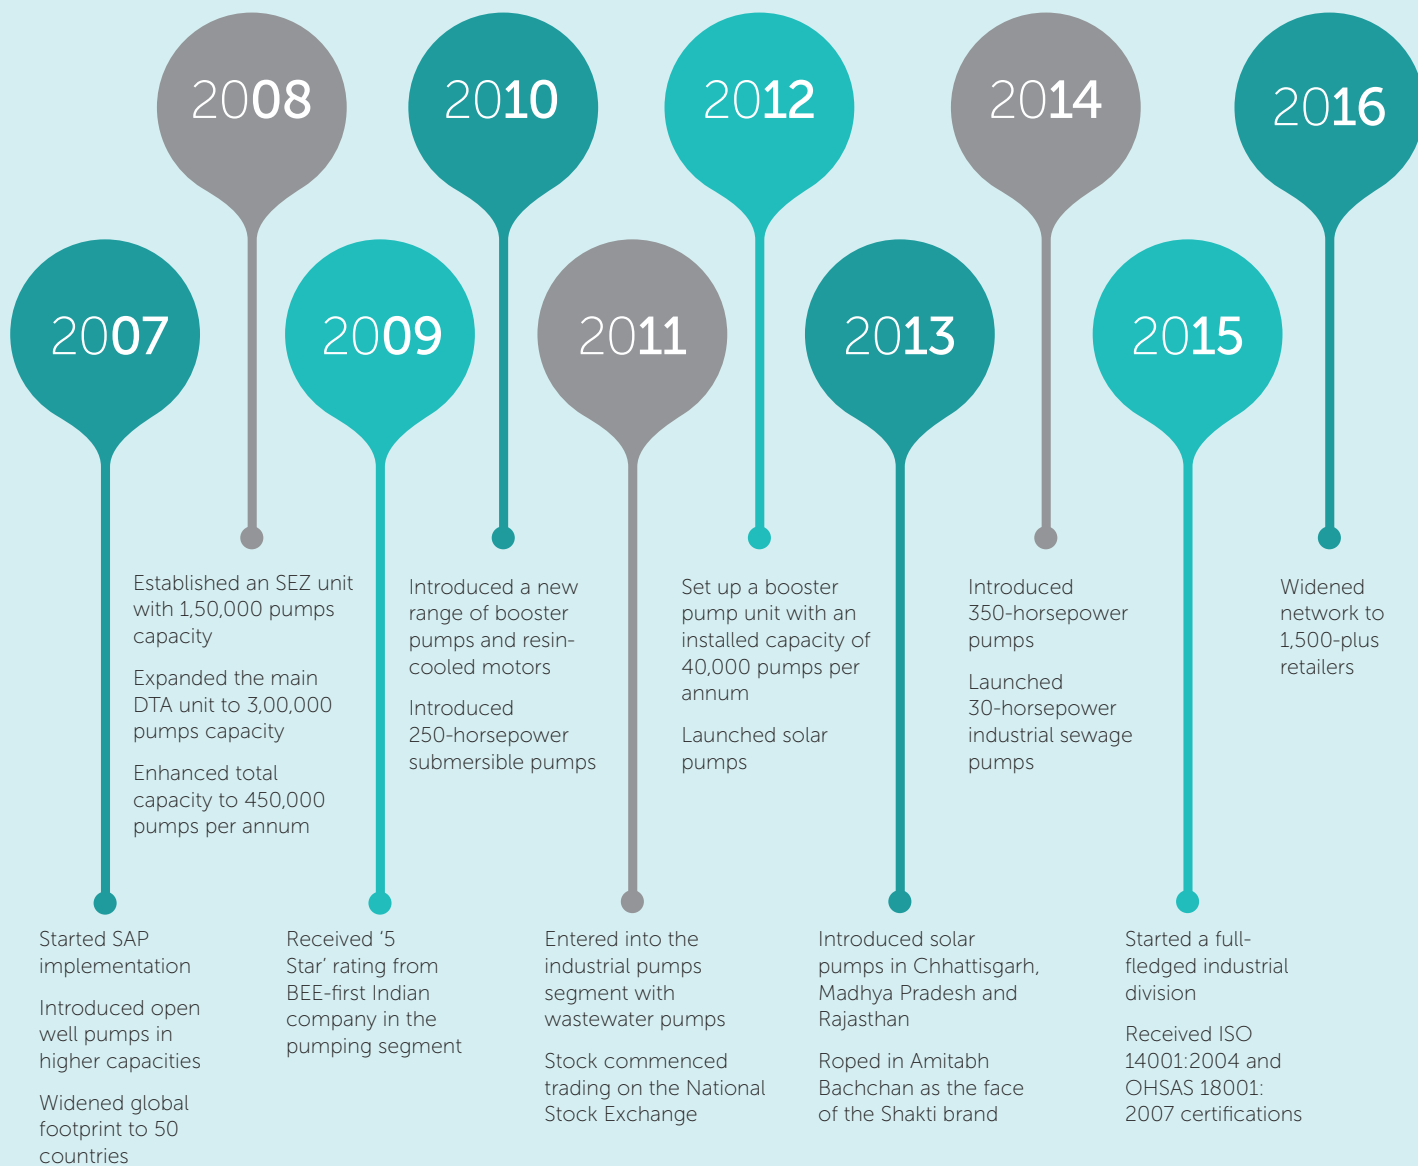 2007
Started SAP
implementation
Introduced open
well pumps in
higher capacities
Widened global
footprint to 50
countries
2008
Established an SEZ unit
with 1,50,000 pumps
capacity
Expanded the main
DTA unit to 3,00,000
pumps capacity
Enhanced total
capacity to 450,000
pumps per annum
2009
Received '5
Star' rating from
BEE-first Indian
company in the
pumping segment
2010
Introduced a new
range of booster
pumps and resin-
cooled motors
Introduced
250-horsepower
submersible pumps
2011
Entered into the
industrial pumps
segment with
wastewater pumps
Stock commenced
trading on the National
Stock Exchange
2012
Set up a booster
pump unit with an
installed capacity of
40,000 pumps per
annum
Launched solar
pumps
2013
Introduced solar
pumps in Chhattisgarh,
Madhya Pradesh and
Rajasthan
Roped in Amitabh
Bachchan as the face
of the Shakti brand
2014
Introduced
350-horsepower
pumps
Launched
30-horsepower
industrial sewage
pumps
2015
Started a full-
fledged industrial
division
Received ISO
14001:2004 and
OHSAS 18001:
2007 certifications
2016
Widened
network to
1,500-plus
retailers